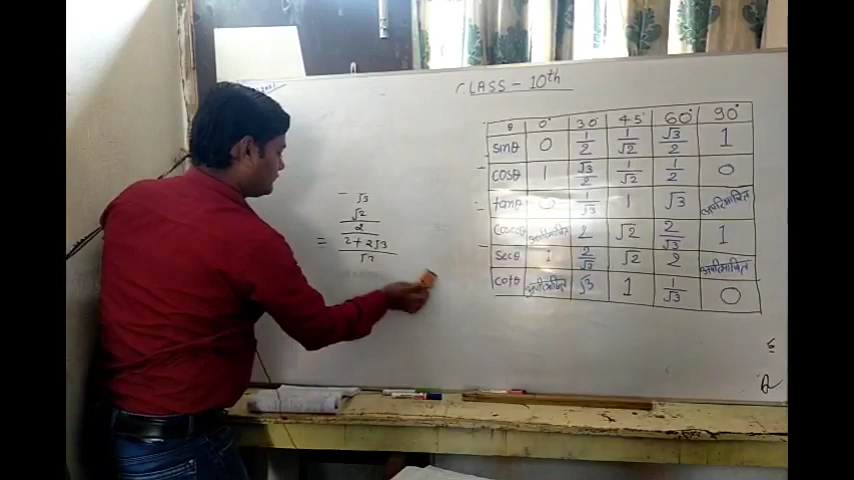 CLASS - 10th
θ 0° 30° 45° 60° 90°
sinθ 0 1/2 1/√2 √3/2 1
cosθ 1 √3/2 1/√2 1/2 0
tanθ 0 1/√3 1 √3 अपरिभाषित
Cosecθ अपरिभाषित 2 √2 2/√3 1
secθ 1 2/√3 √2 2 अपरिभाषित
cotθ अपरिभाषित √3 1 1/√3 0
√3
√2
2
= 2+2√3
√3